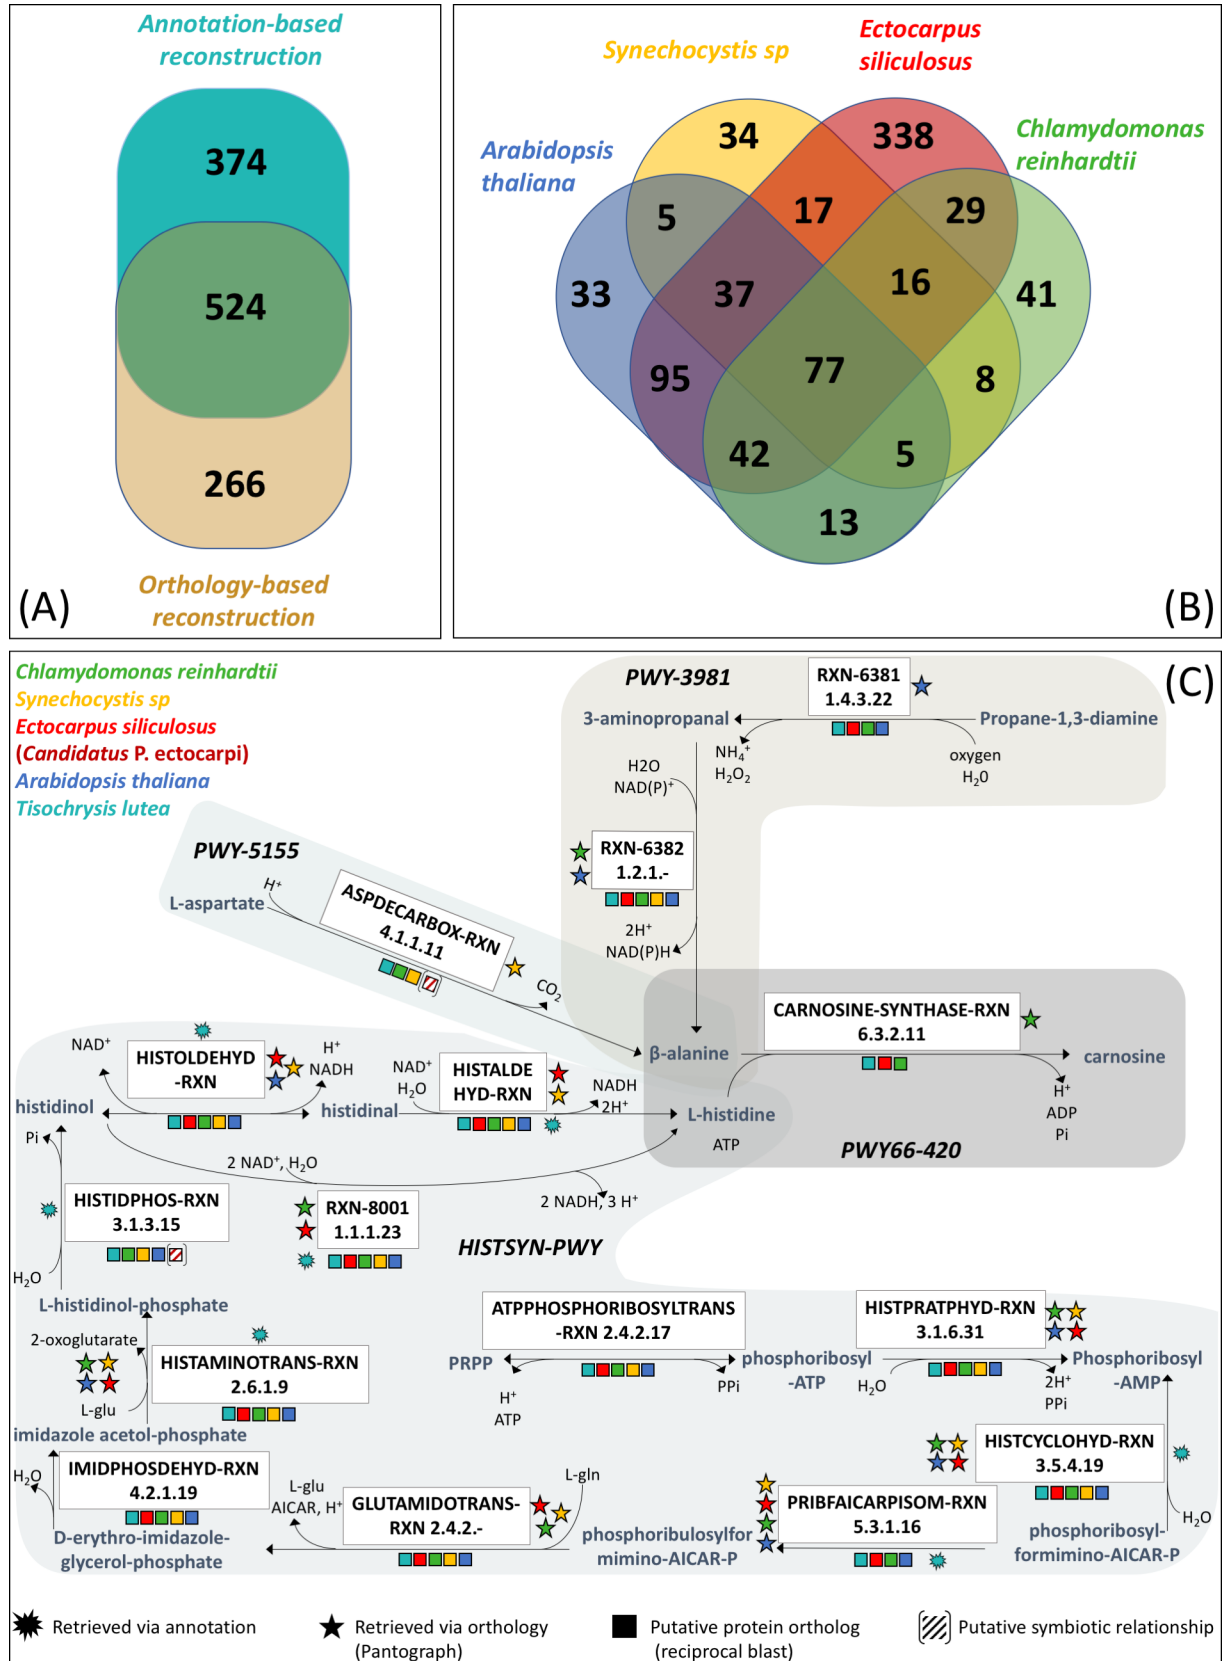 Annotation-based
reconstruction
374
524
266
Orthology-based
reconstruction
(A)
Synechocystis sp
Ectocarpus
siliculosus
Arabidopsis
thaliana
Chlamydomonas
reinhardtii
34
338
5
17
29
33
37
16
41
95
77
8
42
5
13
(B)
Chlamydomonas reinhardtii
Synechocystis sp
Ectocarpus siliculosus
(Candidatus P. ectocarpi)
Arabidopsis thaliana
Tisochrysis lutea
(C)
PWY-3981
RXN-6381
1.4.3.22
3-aminopropanal
Propane-1,3-diamine
NH₄⁺
H₂O₂
oxygen
H₂0
H2O
NAD(P)⁺
RXN-6382
1.2.1.-
2H⁺
NAD(P)H
PWY-5155
H⁺
L-aspartate
ASPDECARBOX-RXN
4.1.1.11
CO₂
CARNOSINE-SYNTHASE-RXN
6.3.2.11
β-alanine
carnosine
H⁺
ADP
Pi
L-histidine
ATP
PWY66-420
NAD⁺
HISTOLDEHYD
-RXN
H⁺
NADH
NAD⁺
H₂O
HISTALDE
HYD-RXN
NADH
2H⁺
histidinol
histidinal
Pi
2 NAD⁺, H₂O
2 NADH, 3 H⁺
HISTIDPHOS-RXN
3.1.3.15
RXN-8001
1.1.1.23
HISTSYN-PWY
H₂O
L-histidinol-phosphate
2-oxoglutarate
HISTAMINOTRANS-RXN
2.6.1.9
L-glu
imidazole acetol-phosphate
ATPPHOSPHORIBOSYLTRANS
-RXN 2.4.2.17
HISTPRATPHYD-RXN
3.1.6.31
PRPP
phosphoribosyl
-ATP
Phosphoribosyl
-AMP
H⁺
ATP
PPi
H₂O
2H⁺
PPi
HISTCYCLOHYD-RXN
3.5.4.19
H₂O
IMIDPHOSDEHYD-RXN
4.2.1.19
H₂O
D-erythro-imidazole-
glycerol-phosphate
L-glu
AICAR, H⁺
GLUTAMIDOTRANS-
RXN 2.4.2.-
L-gln
phosphoribulosylfor
mimino-AICAR-P
PRIBFAICARPISOM-RXN
5.3.1.16
phosphoribosyl-
formimino-AICAR-P
Retrieved via annotation
Retrieved via orthology
(Pantograph)
Putative protein ortholog
(reciprocal blast)
Putative symbiotic relationship